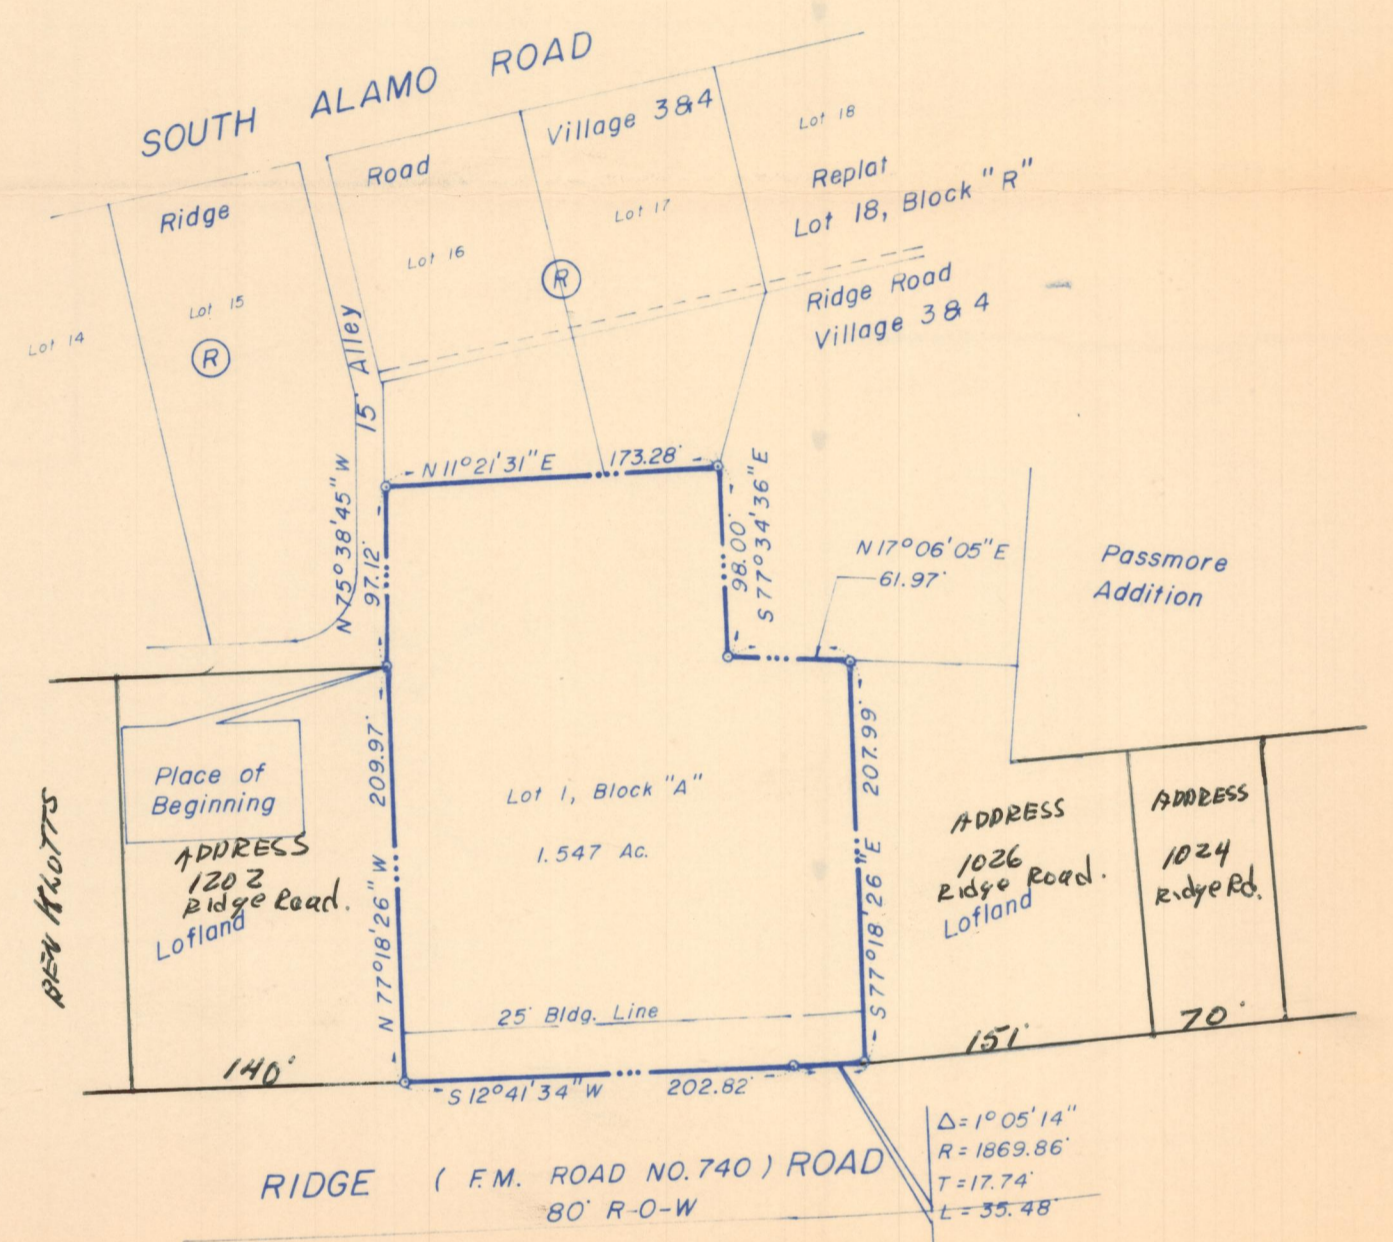 SOUTH ALAMO ROAD
Ridge
Road
Village 3&4
Lot 18
Replat
Lot 18, Block "R"
Ridge Road
Village 3 & 4
Lot 14
Lot 15
R
Lot 16
Lot 17
R
15' Alley
N 75°38'45" W
97.12'
N 11°21'31" E 173.28'
98.00'
S 77°34'36" E
N 17°06'05" E
61.97'
Passmore
Addition
Place of
Beginning
BEN KLOTTS
ADDRESS
1202
Ridge Road.
Lofland
140'
209.97'
N 77°18'26" W
Lot 1, Block "A"
1.547 Ac.
207.99'
S 77°18'26" E
ADDRESS
1026
Ridge Road.
Lofland
151'
ADDRESS
1024
Ridge Rd.
70'
25' Bldg. Line
S 12°41'34" W 202.82'
RIDGE (F.M. ROAD NO. 740) ROAD
80' R-O-W
Δ = 1°05'14"
R = 1869.86'
T = 17.74'
L = 35.48'